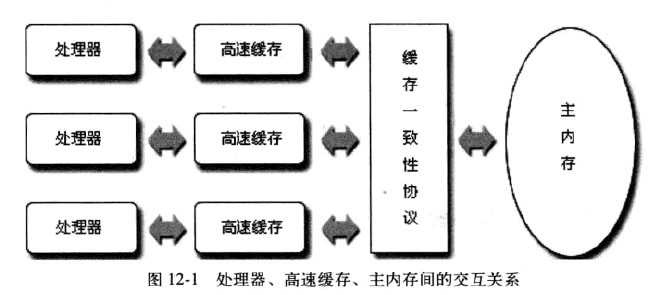 处理器
高速缓存
处理器
高速缓存
处理器
高速缓存
缓存一致性协议
主内存
图 12-1 处理器、高速缓存、主内存间的交互关系